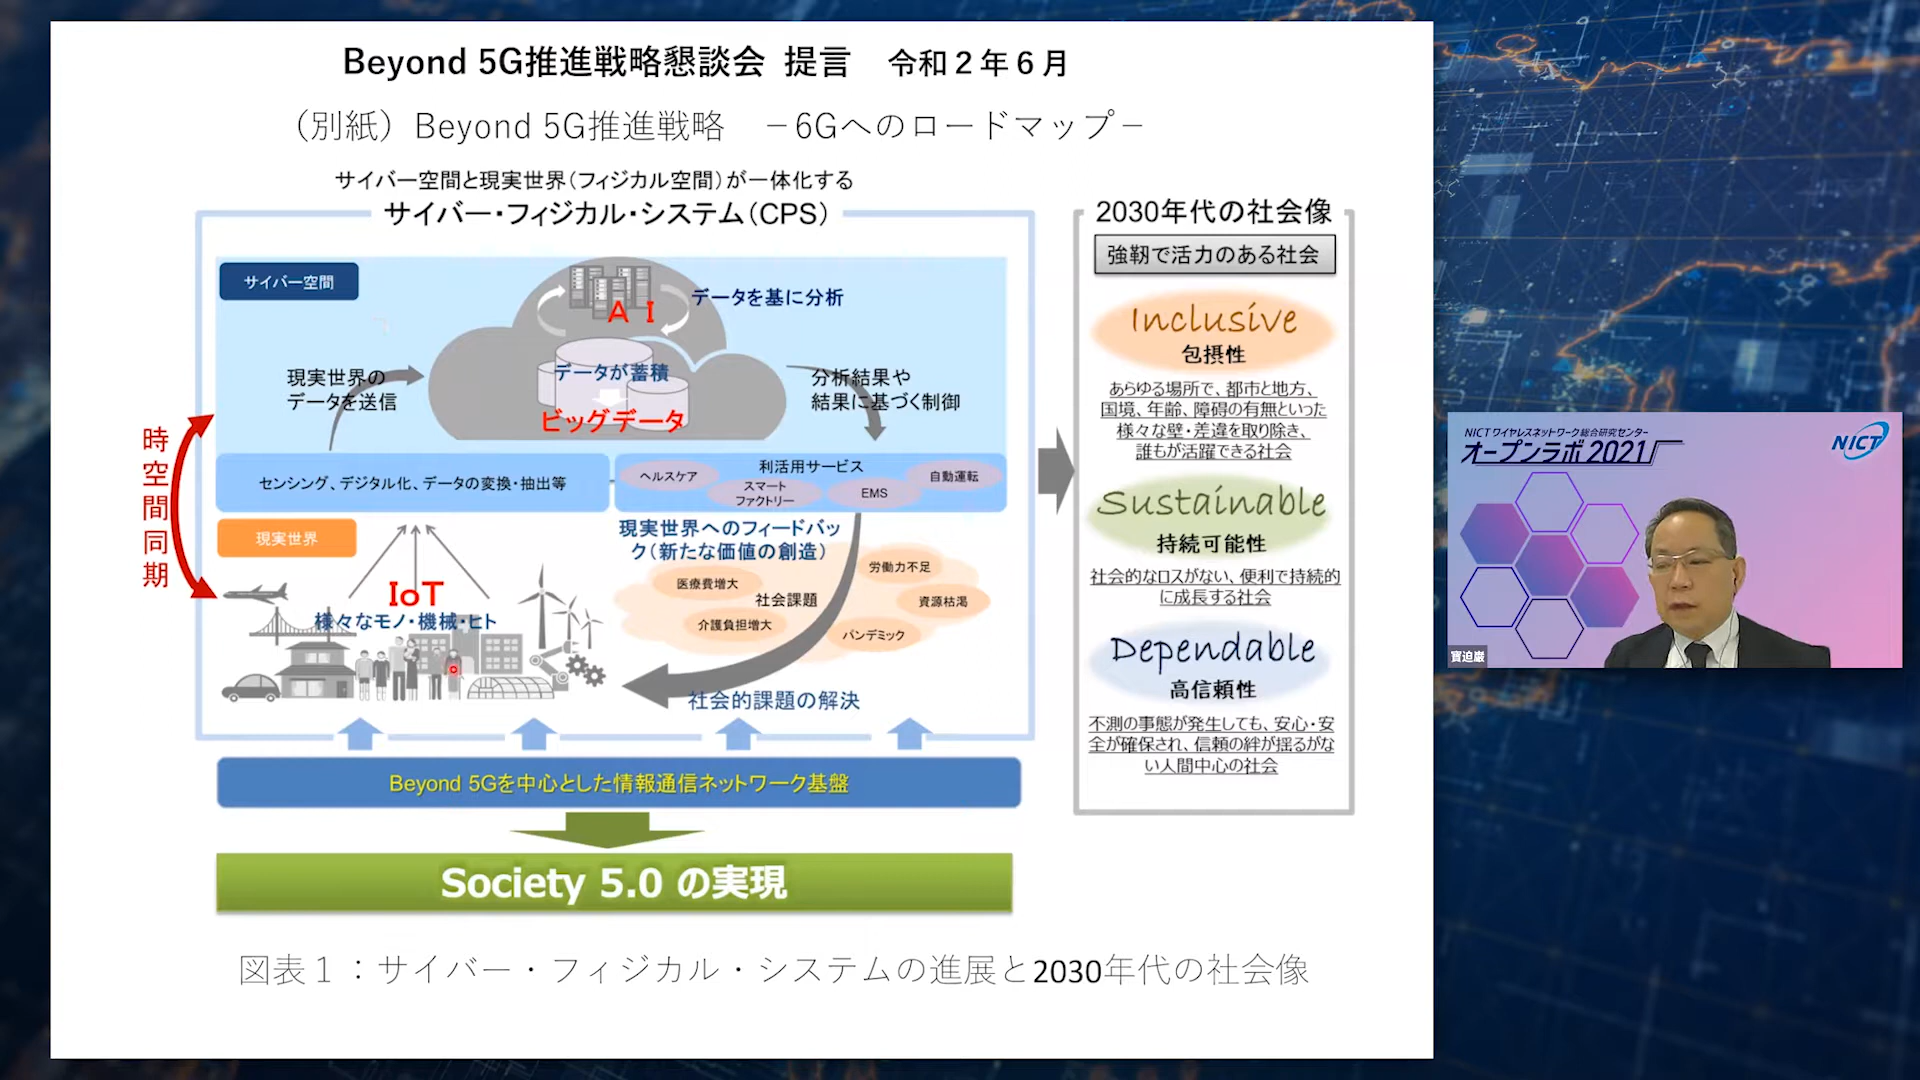 Beyond 5G推進戦略懇談会 提言　令和２年６月
（別紙）Beyond 5G推進戦略　－6Gへのロードマップ－
サイバー空間と現実世界（フィジカル空間）が一体化する
サイバー・フィジカル・システム（CPS）
サイバー空間
ＡＩ
データを基に分析
データが蓄積
ビッグデータ
現実世界の
データを送信
分析結果や
結果に基づく制御
時空間同期
センシング、デジタル化、データの変換・抽出等
利活用サービス
ヘルスケア
スマート
ファクトリー
EMS
自動運転
現実世界
IoT
様々なモノ・機械・ヒト
現実世界へのフィードバッ
ク（新たな価値の創造）
医療費増大
社会課題
介護負担増大
労働力不足
資源枯渇
パンデミック
社会的課題の解決
Beyond 5Gを中心とした情報通信ネットワーク基盤
Society 5.0 の実現
2030年代の社会像
強靭で活力のある社会
Inclusive
包摂性
あらゆる場所で、都市と地方、
国境、年齢、障碍の有無といった
様々な壁・差違を取り除き、
誰もが活躍できる社会
Sustainable
持続可能性
社会的なロスがない、便利で持続的
に成長する社会
Dependable
高信頼性
不測の事態が発生しても、安心・安
全が確保され、信頼の絆が揺るがな
い人間中心の社会
図表１：サイバー・フィジカル・システムの進展と2030年代の社会像
NICT ワイヤレスネットワーク総合研究センター
オープンラボ 2021
NICT
寳迫巌